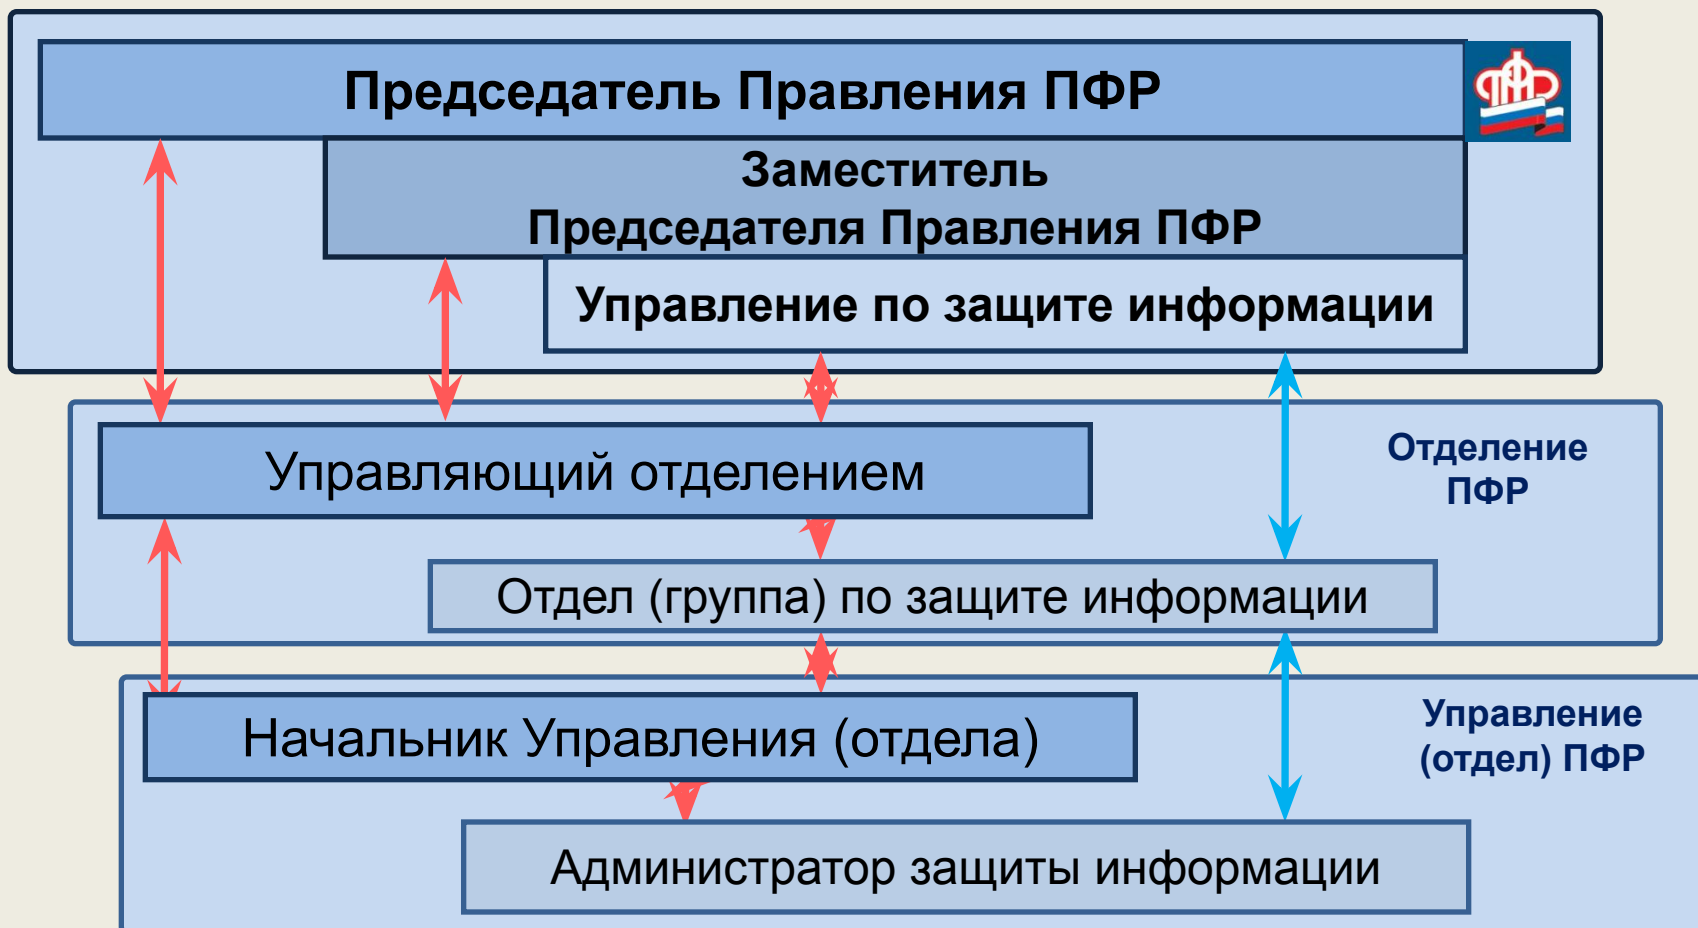 Председатель Правления ПФР
Заместитель
Председателя Правления ПФР
Управление по защите информации
Управляющий отделением
Отделение
ПФР
Отдел (группа) по защите информации
Начальник Управления (отдела)
Управление
(отдел) ПФР
Администратор защиты информации